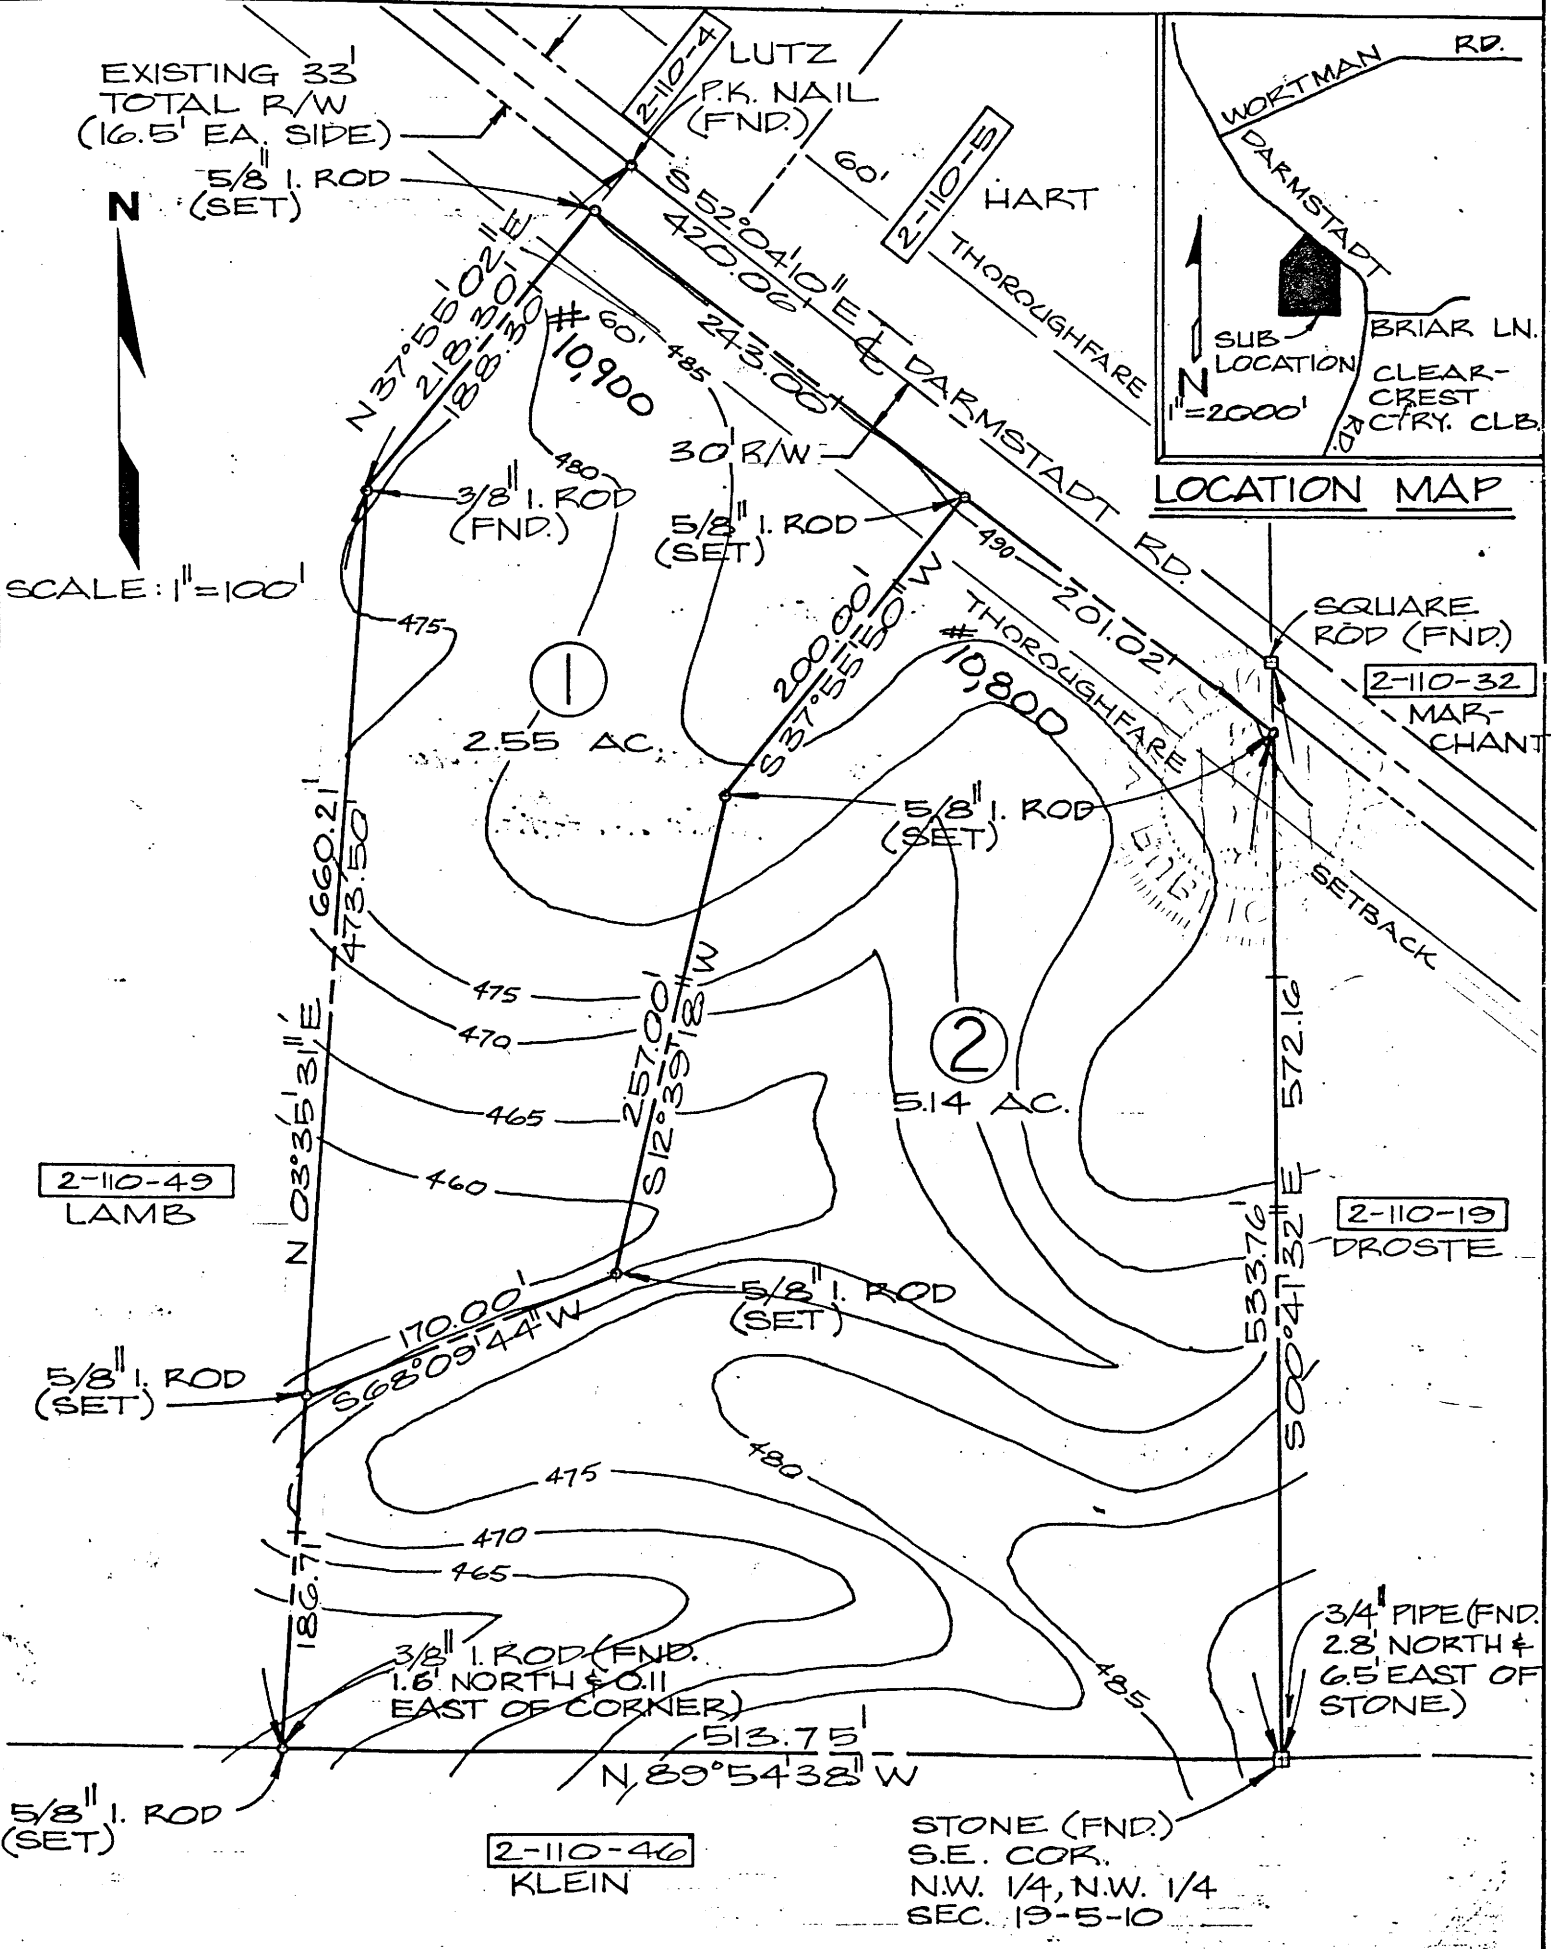 EXISTING 33'
TOTAL R/W
(16.5' EA. SIDE)
5/8" I. ROD
(SET)
N
SCALE: 1"=100'
2-110-4
LUTZ
P.K. NAIL
(FND.)
60'
2-110-5
HART
THOROUGHFARE
S 52°04'10" E
420.06'
243.00'
℄ DARMSTADT RD.
N 37°55'02" E
218.30'
188.30'
# 10,900
60'
485
480
30' R/W
3/8" I. ROD
(FND.)
5/8" I. ROD
(SET)
475
490
201.02'
THOROUGHFARE
SETBACK
# 10,800
200.00'
S 37°55'50" W
SQUARE
ROD (FND.)
2-110-32
MAR-
CHANT
1
2.55 AC.
5/8" I. ROD
(SET)
PUBLIC
660.21'
473.50'
N 03°35'31" E
475
470
465
460
257.00'
S 12°39'18" W
2
5.14 AC.
572.16'
533.76'
S 00°41'32" E
2-110-49
LAMB
2-110-19
DROSTE
5/8" I. ROD
(SET)
170.00'
S 68°09'44" W
5/8" I. ROD
(SET)
480
475
470
465
186.71'
3/8" I. ROD (FND.
1.6' NORTH & 0.11
EAST OF CORNER)
485
3/4" PIPE (FND.
2.8' NORTH &
6.5' EAST OF
STONE)
513.75'
N 89°54'38" W
5/8" I. ROD
(SET)
2-110-46
KLEIN
STONE (FND.)
S.E. COR.
N.W. 1/4, N.W. 1/4
SEC. 19-5-10
WORTMAN RD.
DARMSTADT
RD.
SUB
LOCATION
BRIAR LN.
CLEAR-
CREST
CTRY. CLB.
N
1"=2000'
LOCATION MAP